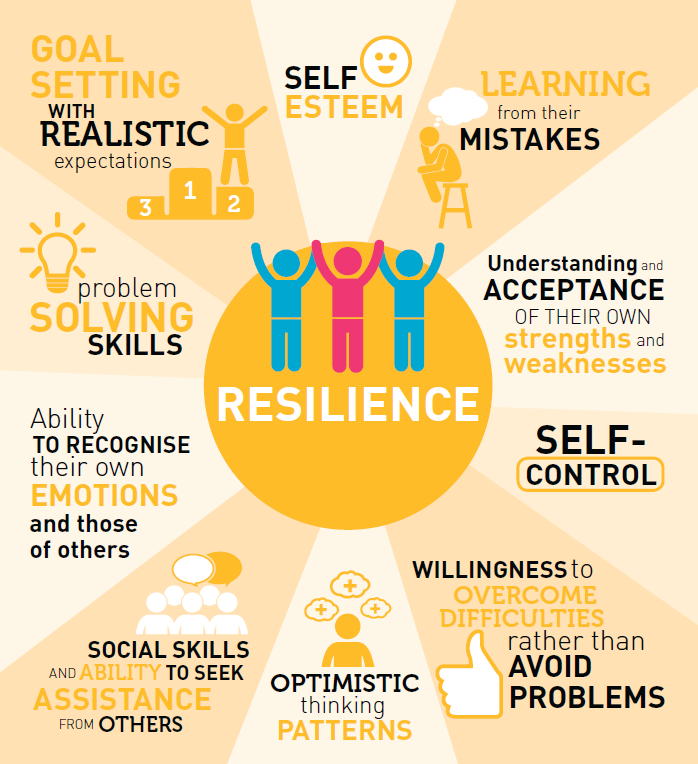 GOAL
SETTING
WITH
REALISTIC
expectations
3 1 2
SELF
ESTEEM
LEARNING
from their
MISTAKES
Understanding and
ACCEPTANCE
OF THEIR OWN
strengths and
weaknesses
SELF-
CONTROL
WILLINGNESS to
OVERCOME
DIFFICULTIES
rather than
AVOID
PROBLEMS
OPTIMISTIC
thinking
PATTERNS
SOCIAL SKILLS
AND ABILITY TO SEEK
ASSISTANCE
FROM OTHERS
Ability
TO RECOGNISE
their own
EMOTIONS
and those
of others
problem
SOLVING
SKILLS
RESILIENCE